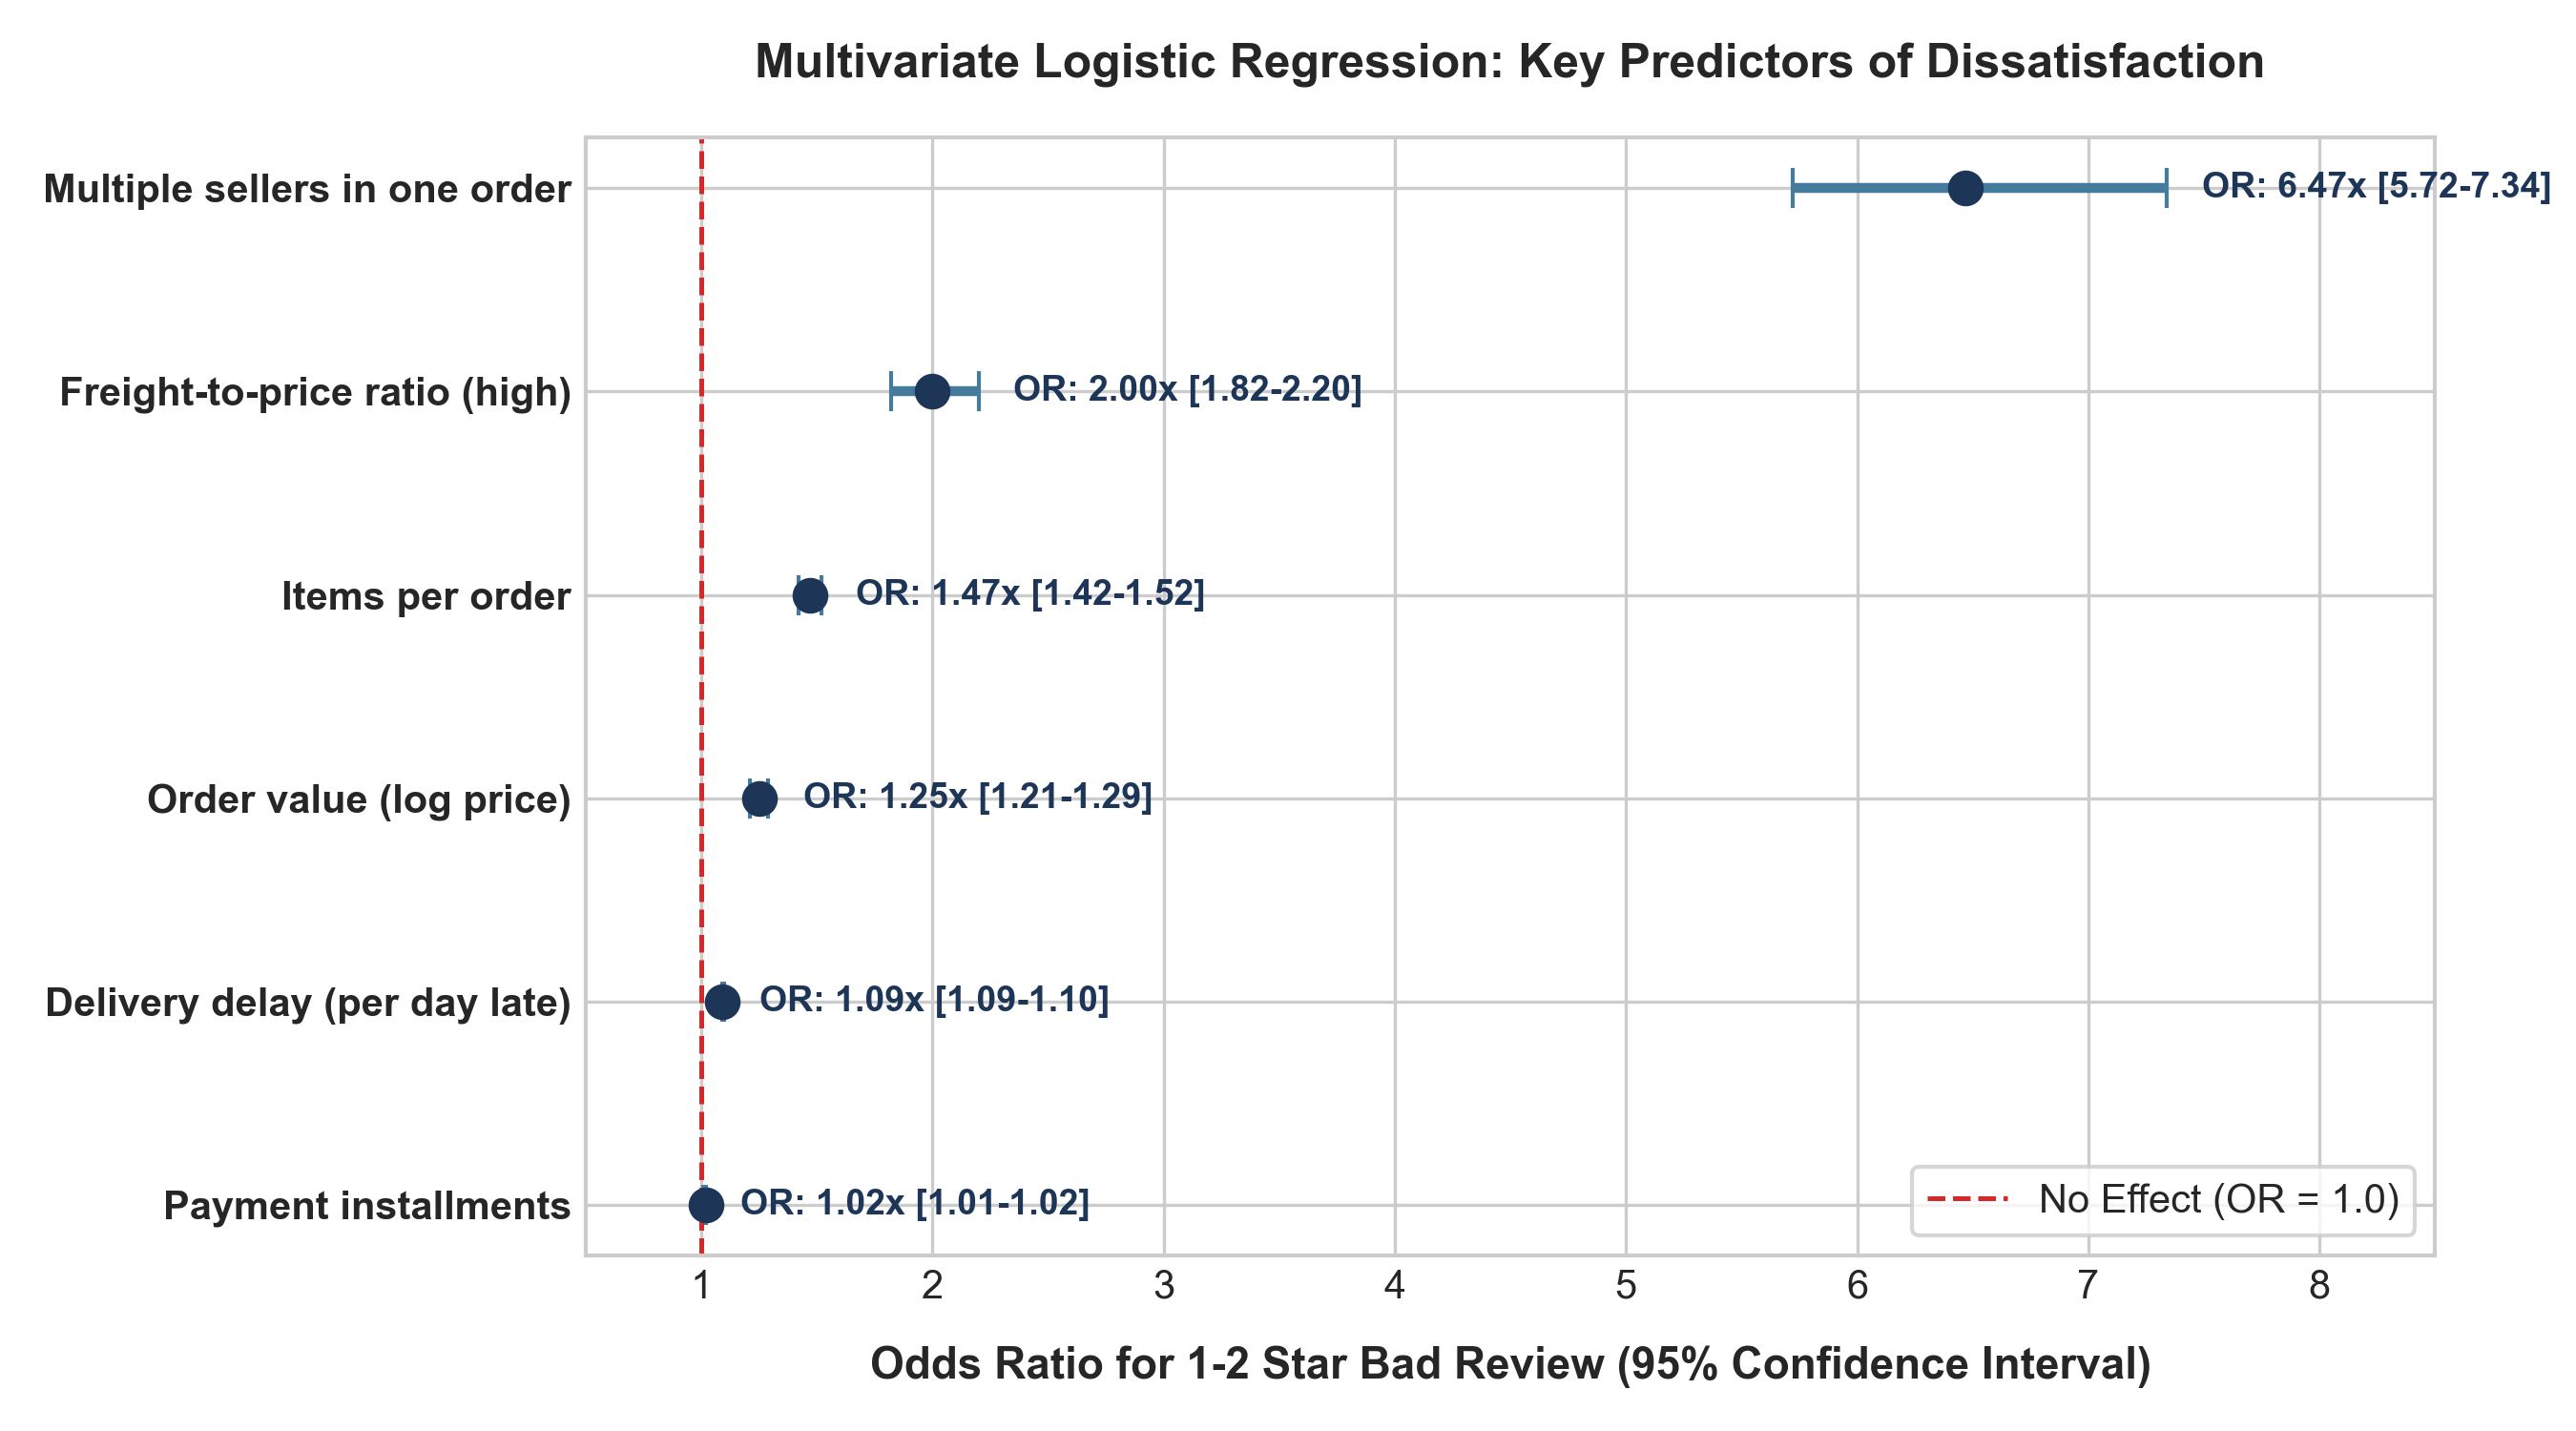 Multivariate Logistic Regression: Key Predictors of Dissatisfaction
Multiple sellers in one order
OR: 6.47x [5.72-7.34]
Freight-to-price ratio (high)
OR: 2.00x [1.82-2.20]
Items per order
OR: 1.47x [1.42-1.52]
Order value (log price)
OR: 1.25x [1.21-1.29]
Delivery delay (per day late)
OR: 1.09x [1.09-1.10]
Payment installments
OR: 1.02x [1.01-1.02]
No Effect (OR = 1.0)
1 2 3 4 5 6 7 8
Odds Ratio for 1-2 Star Bad Review (95% Confidence Interval)